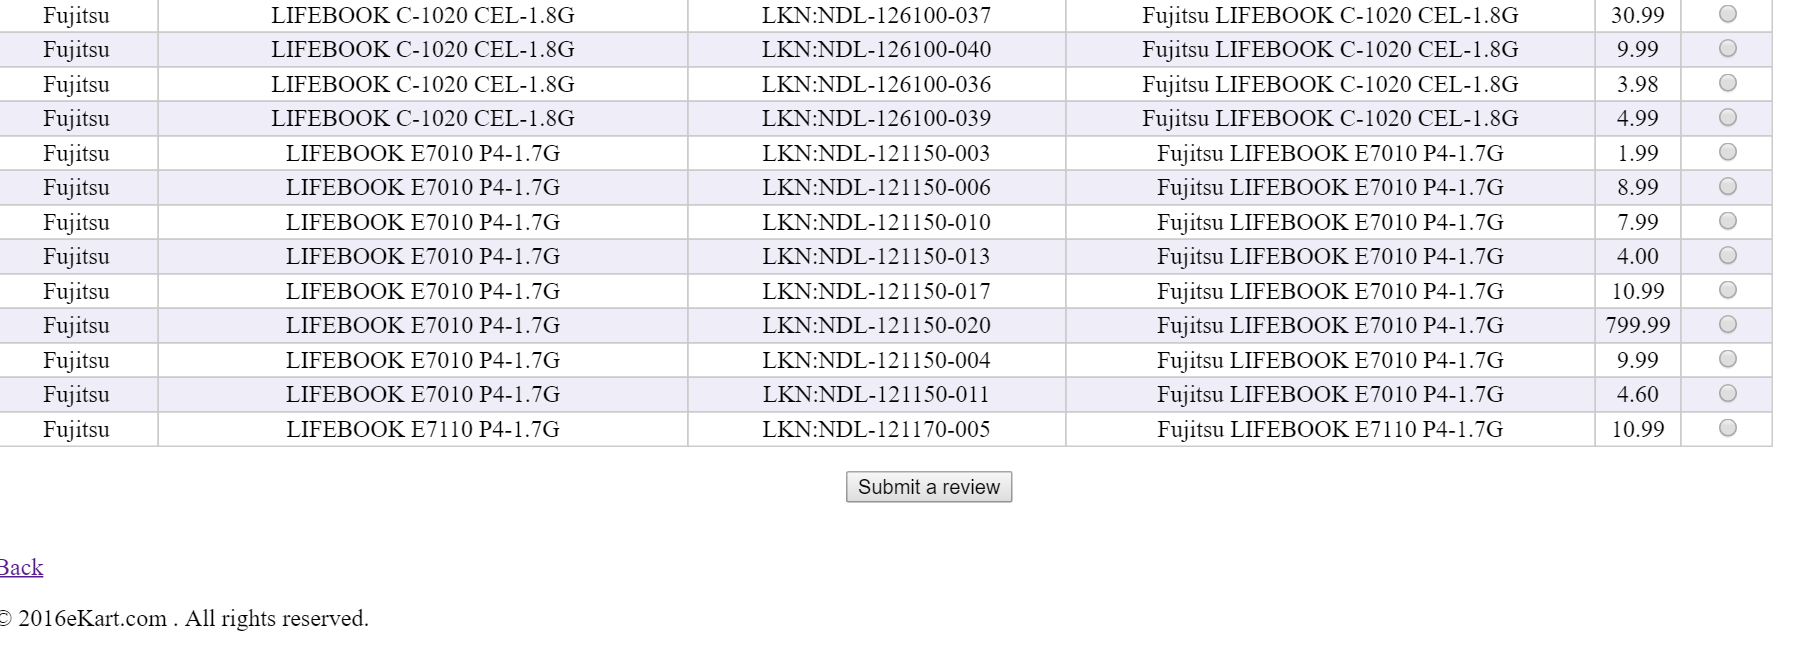 Fujitsu LIFEBOOK C-1020 CEL-1.8G LKN:NDL-126100-037 Fujitsu LIFEBOOK C-1020 CEL-1.8G 30.99
Fujitsu LIFEBOOK C-1020 CEL-1.8G LKN:NDL-126100-040 Fujitsu LIFEBOOK C-1020 CEL-1.8G 9.99
Fujitsu LIFEBOOK C-1020 CEL-1.8G LKN:NDL-126100-036 Fujitsu LIFEBOOK C-1020 CEL-1.8G 3.98
Fujitsu LIFEBOOK C-1020 CEL-1.8G LKN:NDL-126100-039 Fujitsu LIFEBOOK C-1020 CEL-1.8G 4.99
Fujitsu LIFEBOOK E7010 P4-1.7G LKN:NDL-121150-003 Fujitsu LIFEBOOK E7010 P4-1.7G 1.99
Fujitsu LIFEBOOK E7010 P4-1.7G LKN:NDL-121150-006 Fujitsu LIFEBOOK E7010 P4-1.7G 8.99
Fujitsu LIFEBOOK E7010 P4-1.7G LKN:NDL-121150-010 Fujitsu LIFEBOOK E7010 P4-1.7G 7.99
Fujitsu LIFEBOOK E7010 P4-1.7G LKN:NDL-121150-013 Fujitsu LIFEBOOK E7010 P4-1.7G 4.00
Fujitsu LIFEBOOK E7010 P4-1.7G LKN:NDL-121150-017 Fujitsu LIFEBOOK E7010 P4-1.7G 10.99
Fujitsu LIFEBOOK E7010 P4-1.7G LKN:NDL-121150-020 Fujitsu LIFEBOOK E7010 P4-1.7G 799.99
Fujitsu LIFEBOOK E7010 P4-1.7G LKN:NDL-121150-004 Fujitsu LIFEBOOK E7010 P4-1.7G 9.99
Fujitsu LIFEBOOK E7010 P4-1.7G LKN:NDL-121150-011 Fujitsu LIFEBOOK E7010 P4-1.7G 4.60
Fujitsu LIFEBOOK E7110 P4-1.7G LKN:NDL-121170-005 Fujitsu LIFEBOOK E7110 P4-1.7G 10.99
Submit a review
Back
© 2016eKart.com . All rights reserved.